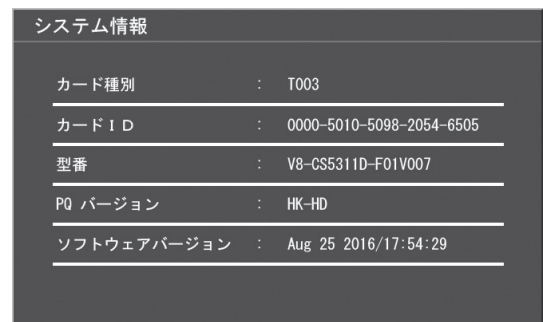 システム情報
カード種別 : T003
カードＩＤ : 0000-5010-5098-2054-6505
型番 : V8-CS5311D-F01V007
PQ バージョン : HK-HD
ソフトウェアバージョン : Aug 25 2016/17:54:29